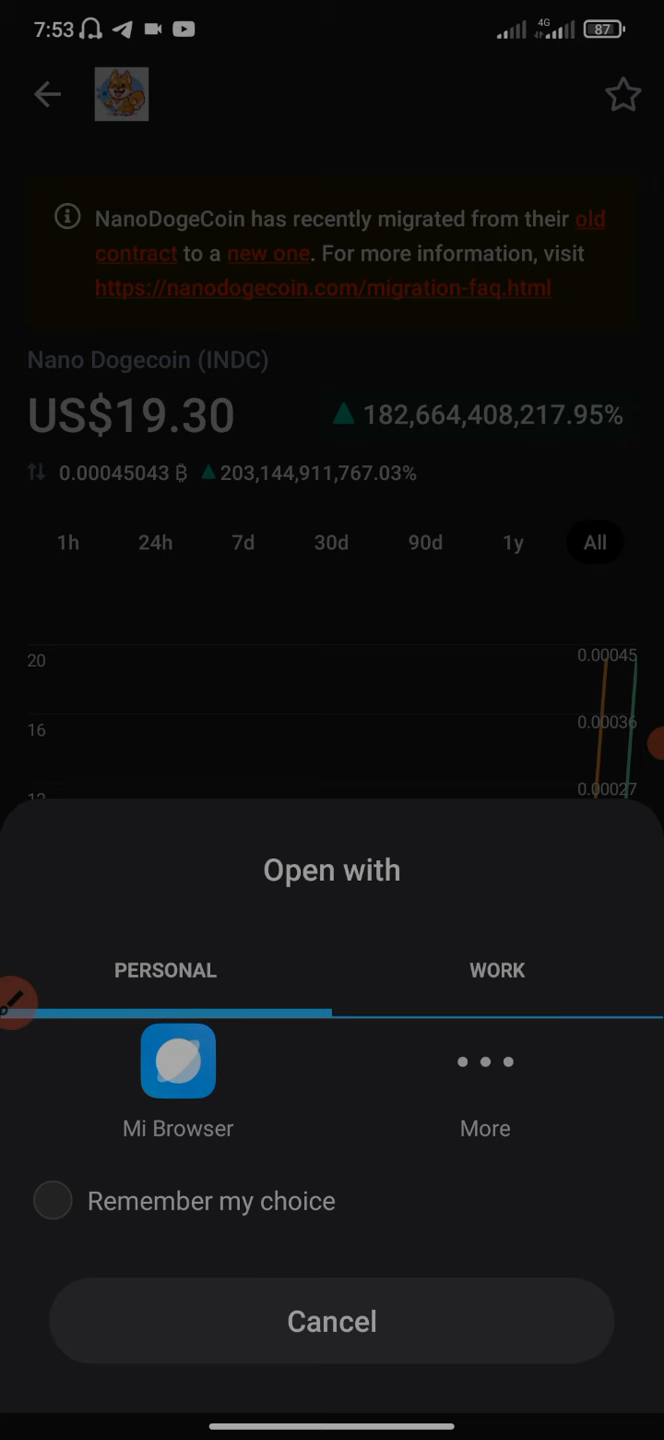 7:53
4G
87
NanoDogeCoin has recently migrated from their old
contract to a new one. For more information, visit
https://nanodogecoin.com/migration-faq.html
Nano Dogecoin (INDC)
US$19.30
182,664,408,217.95%
0.00045043 ₿
203,144,911,767.03%
1h 24h 7d 30d 90d 1y All
20
0.00045
16
0.00036
12
0.00027
Open with
PERSONAL WORK
Mi Browser More
Remember my choice
Cancel